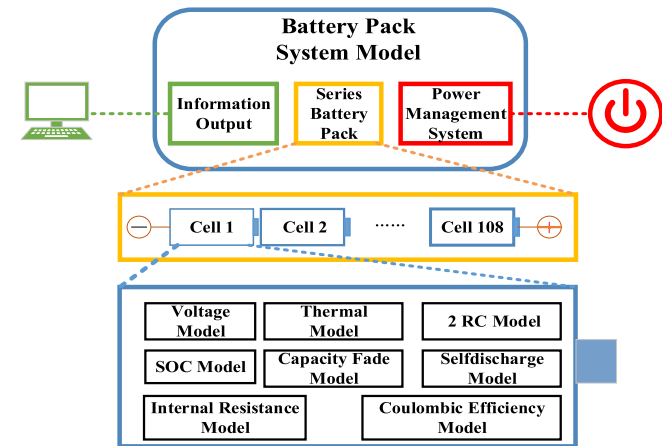 Battery Pack
System Model
Information
Output
Series
Battery
Pack
Power
Management
System
Cell 1
Cell 2
……
Cell 108
Voltage
Model
Thermal
Model
2 RC Model
SOC Model
Capacity Fade
Model
Selfdischarge
Model
Internal Resistance
Model
Coulombic Efficiency
Model